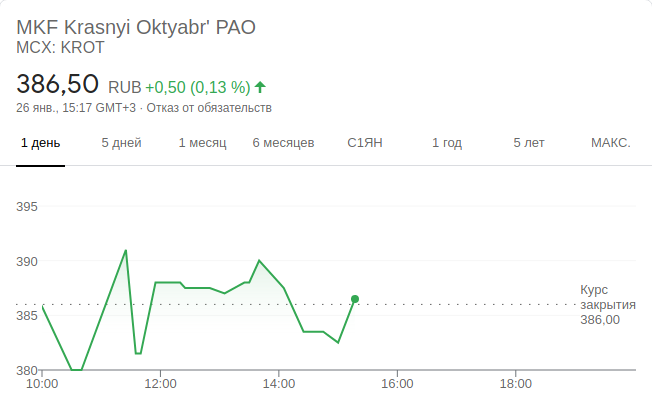 MKF Krasnyi Oktyabr' PAO
MCX: KROT
386,50 RUB +0,50 (0,13 %)
26 янв., 15:17 GMT+3 · Отказ от обязательств
1 день 5 дней 1 месяц 6 месяцев С1ЯН 1 год 5 лет МАКС.
395
390
385
380
Курс
закрытия
386,00
10:00 12:00 14:00 16:00 18:00